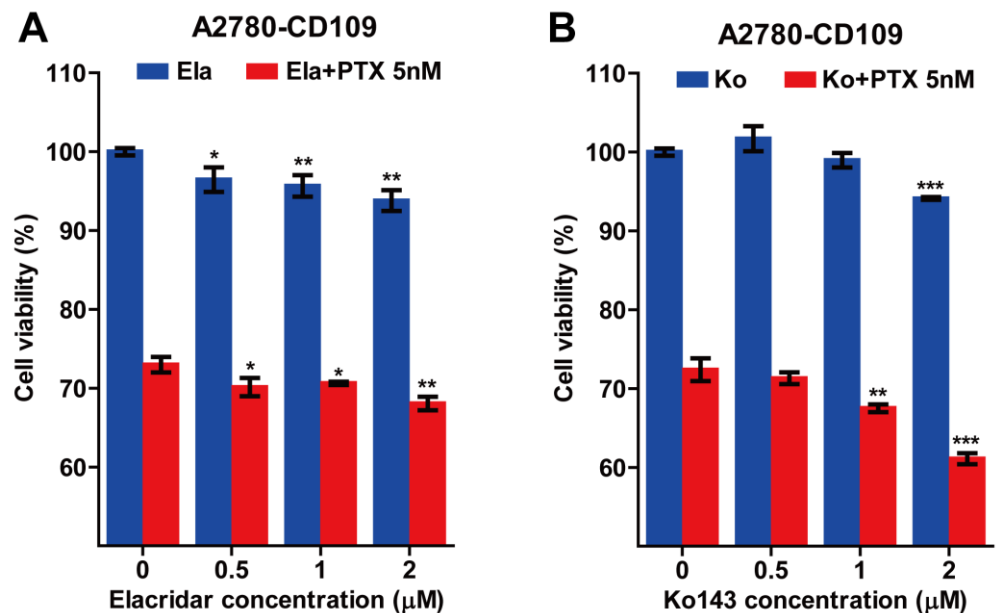 A
A2780-CD109
Ela Ela+PTX 5nM
110
100
90
80
70
60
Cell viability (%)
* ** **
* * **
0 0.5 1 2
Elacridar concentration (μM)
B
A2780-CD109
Ko Ko+PTX 5nM
110
100
90
80
70
60
Cell viability (%)
***
** ***
0 0.5 1 2
Ko143 concentration (μM)